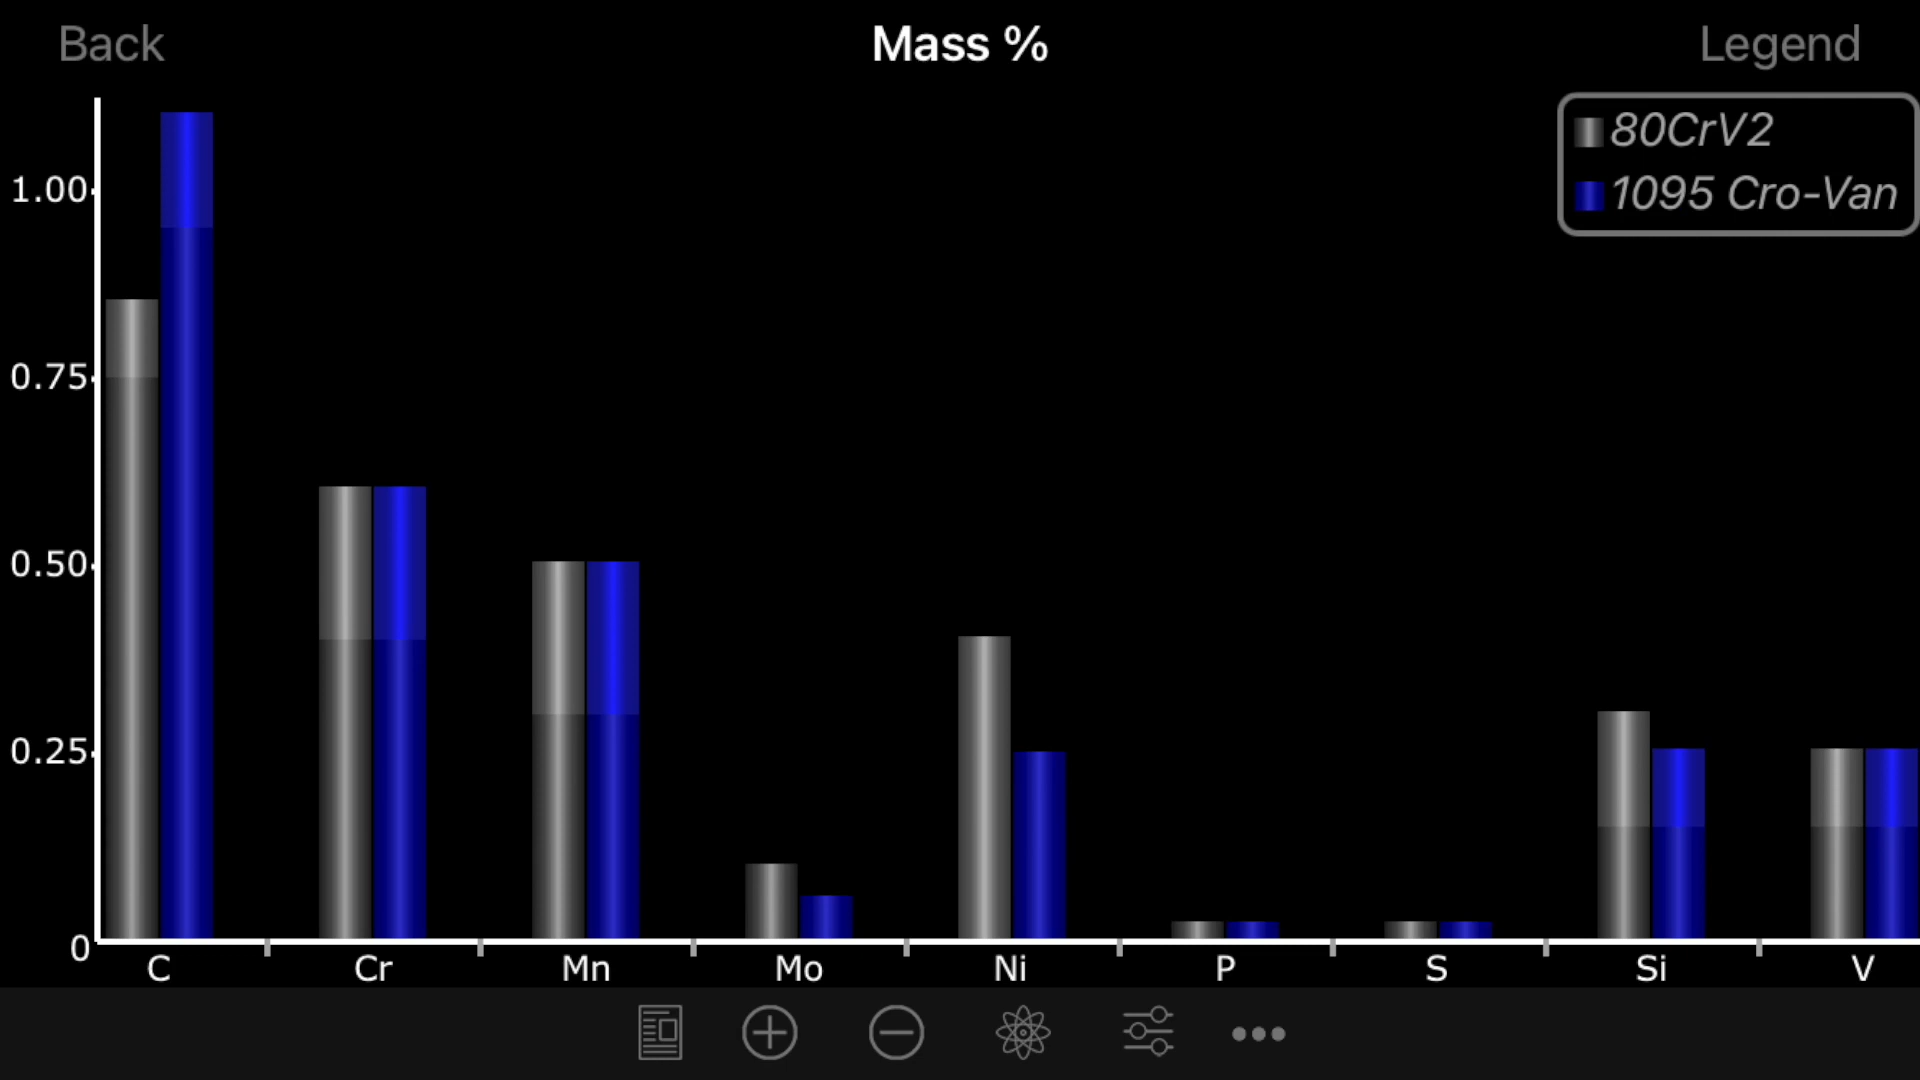 Back Mass % Legend
80CrV2
1095 Cro-Van
1.00
0.75
0.50
0.25
0
C Cr Mn Mo Ni P S Si V